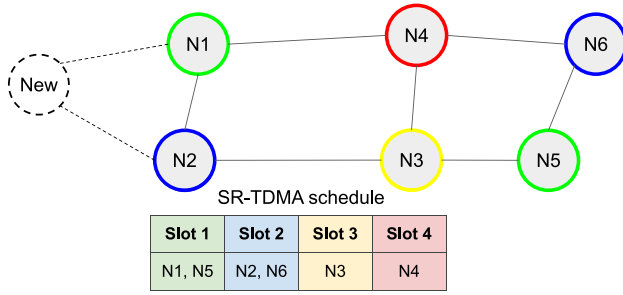 N1
N4
N6
New
N2
N3
N5
SR-TDMA schedule
Slot 1 Slot 2 Slot 3 Slot 4
N1, N5 N2, N6 N3 N4